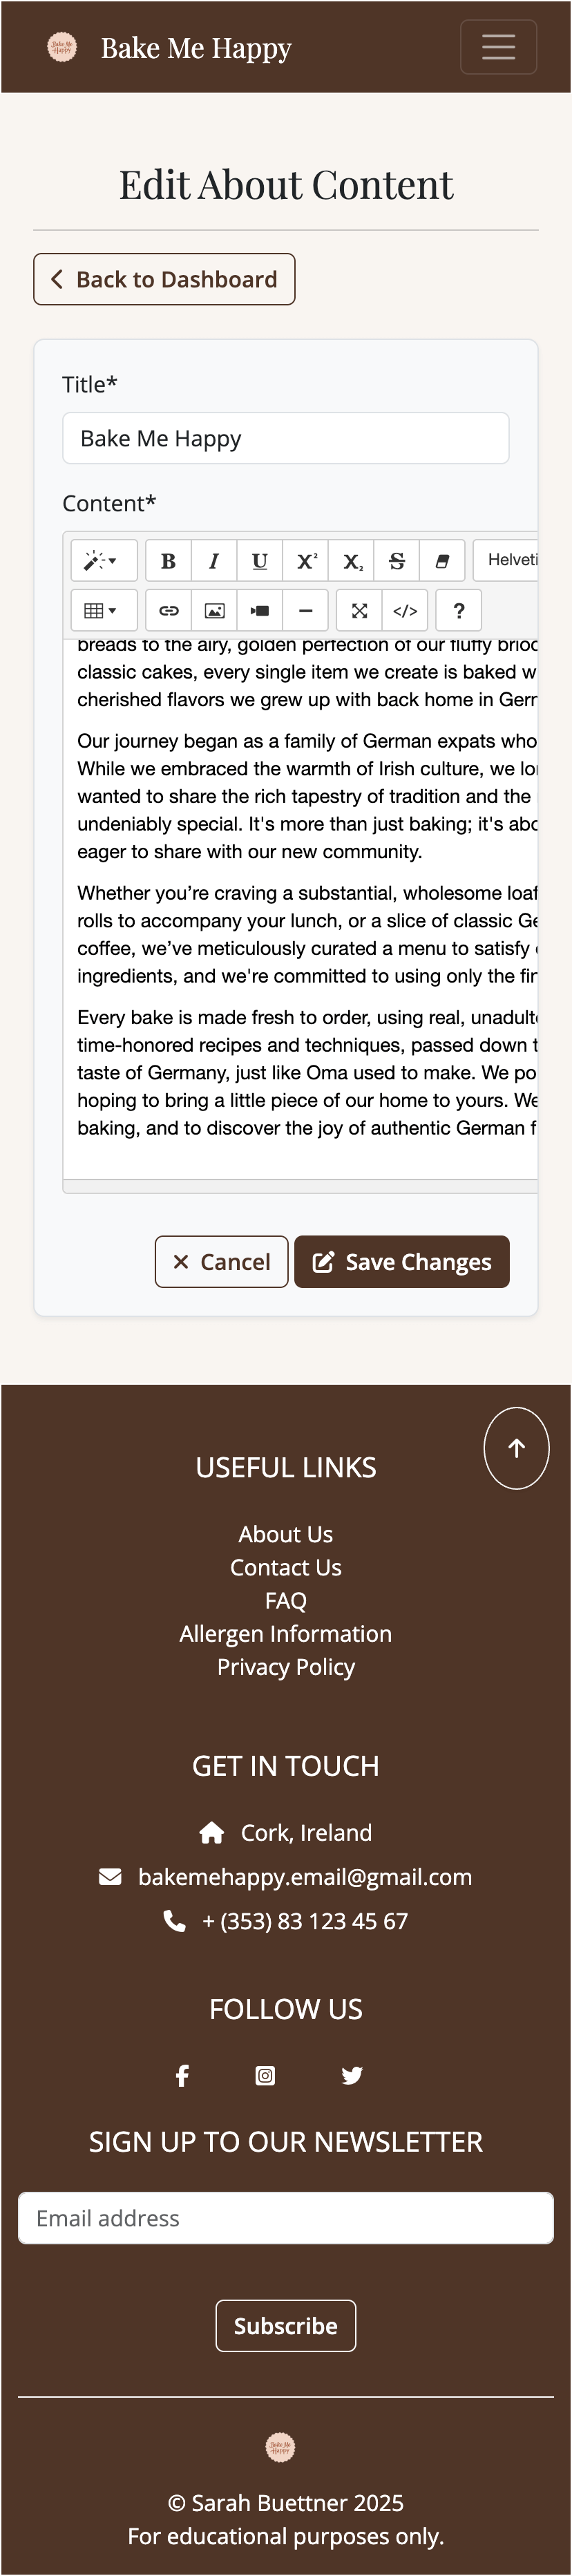 Bake Me Happy
Edit About Content
Back to Dashboard
Title*
Bake Me Happy
Content*
B I U X² X₂ S Helveti
</> ?
breads to the airy, golden perfection of our fluffy brioc
classic cakes, every single item we create is baked w
cherished flavors we grew up with back home in Germ
Our journey began as a family of German expats who
While we embraced the warmth of Irish culture, we lon
wanted to share the rich tapestry of tradition and the
undeniably special. It's more than just baking; it's abo
eager to share with our new community.
Whether you’re craving a substantial, wholesome loaf
rolls to accompany your lunch, or a slice of classic Ge
coffee, we’ve meticulously curated a menu to satisfy
ingredients, and we're committed to using only the fin
Every bake is made fresh to order, using real, unadulte
time-honored recipes and techniques, passed down t
taste of Germany, just like Oma used to make. We po
hoping to bring a little piece of our home to yours. We
baking, and to discover the joy of authentic German f
Cancel
Save Changes
USEFUL LINKS
About Us
Contact Us
FAQ
Allergen Information
Privacy Policy
GET IN TOUCH
Cork, Ireland
bakemehappy.email@gmail.com
+ (353) 83 123 45 67
FOLLOW US
SIGN UP TO OUR NEWSLETTER
Email address
Subscribe
Bake Me
Happy
© Sarah Buettner 2025
For educational purposes only.